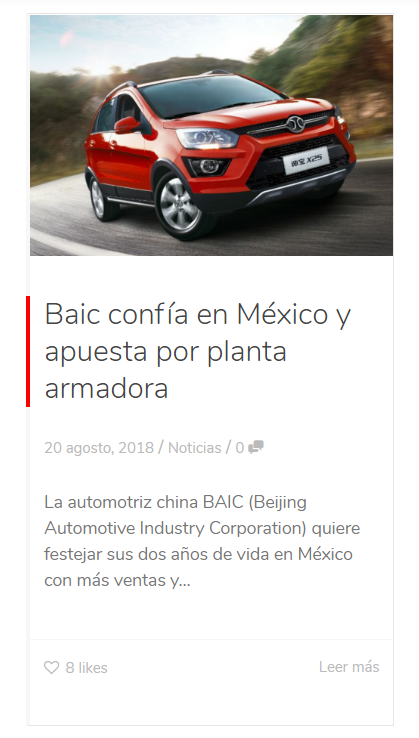 绅宝 X25
Baic confía en México y
apuesta por planta
armadora
20 agosto, 2018 / Noticias / 0
La automotriz china BAIC (Beijing
Automotive Industry Corporation) quiere
festejar sus dos años de vida en México
con más ventas y...
8 likes
Leer más